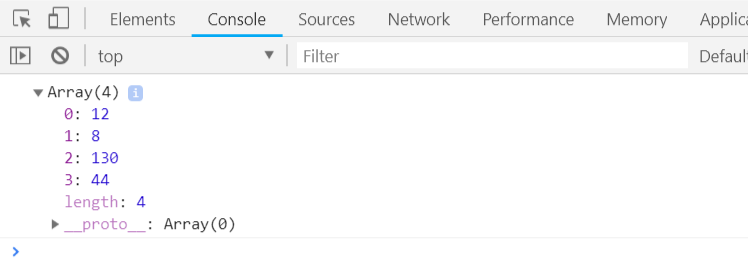 Elements Console Sources Network Performance Memory Applica
top Filter Default
Array(4) i
0: 12
1: 8
2: 130
3: 44
length: 4
__proto__: Array(0)